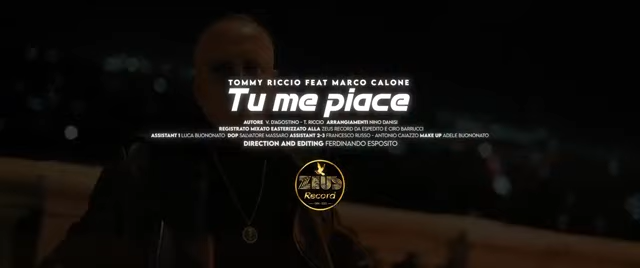 TOMMY RICCIO FEAT MARCO CALONE
Tu me piace
AUTORE V. D'AGOSTINO - T. RICCIO ARRANGIAMENTI NINO DANISI
REGISTRATO MIXATO EASTERIZZATO ALLA ZEUS RECORD DA ESPEDITO E CIRO BARRUCCI
ASSISTANT 1 LUCA BUONONATO DOP SALVATORE MASSARO ASSISTANT 2-3 FRANCESCO RUSSO - ANTONIO CAIAZZO MAKE UP ADELE BUONONATO
DIRECTION AND EDITING FERDINANDO ESPOSITO
ZEUS
Record